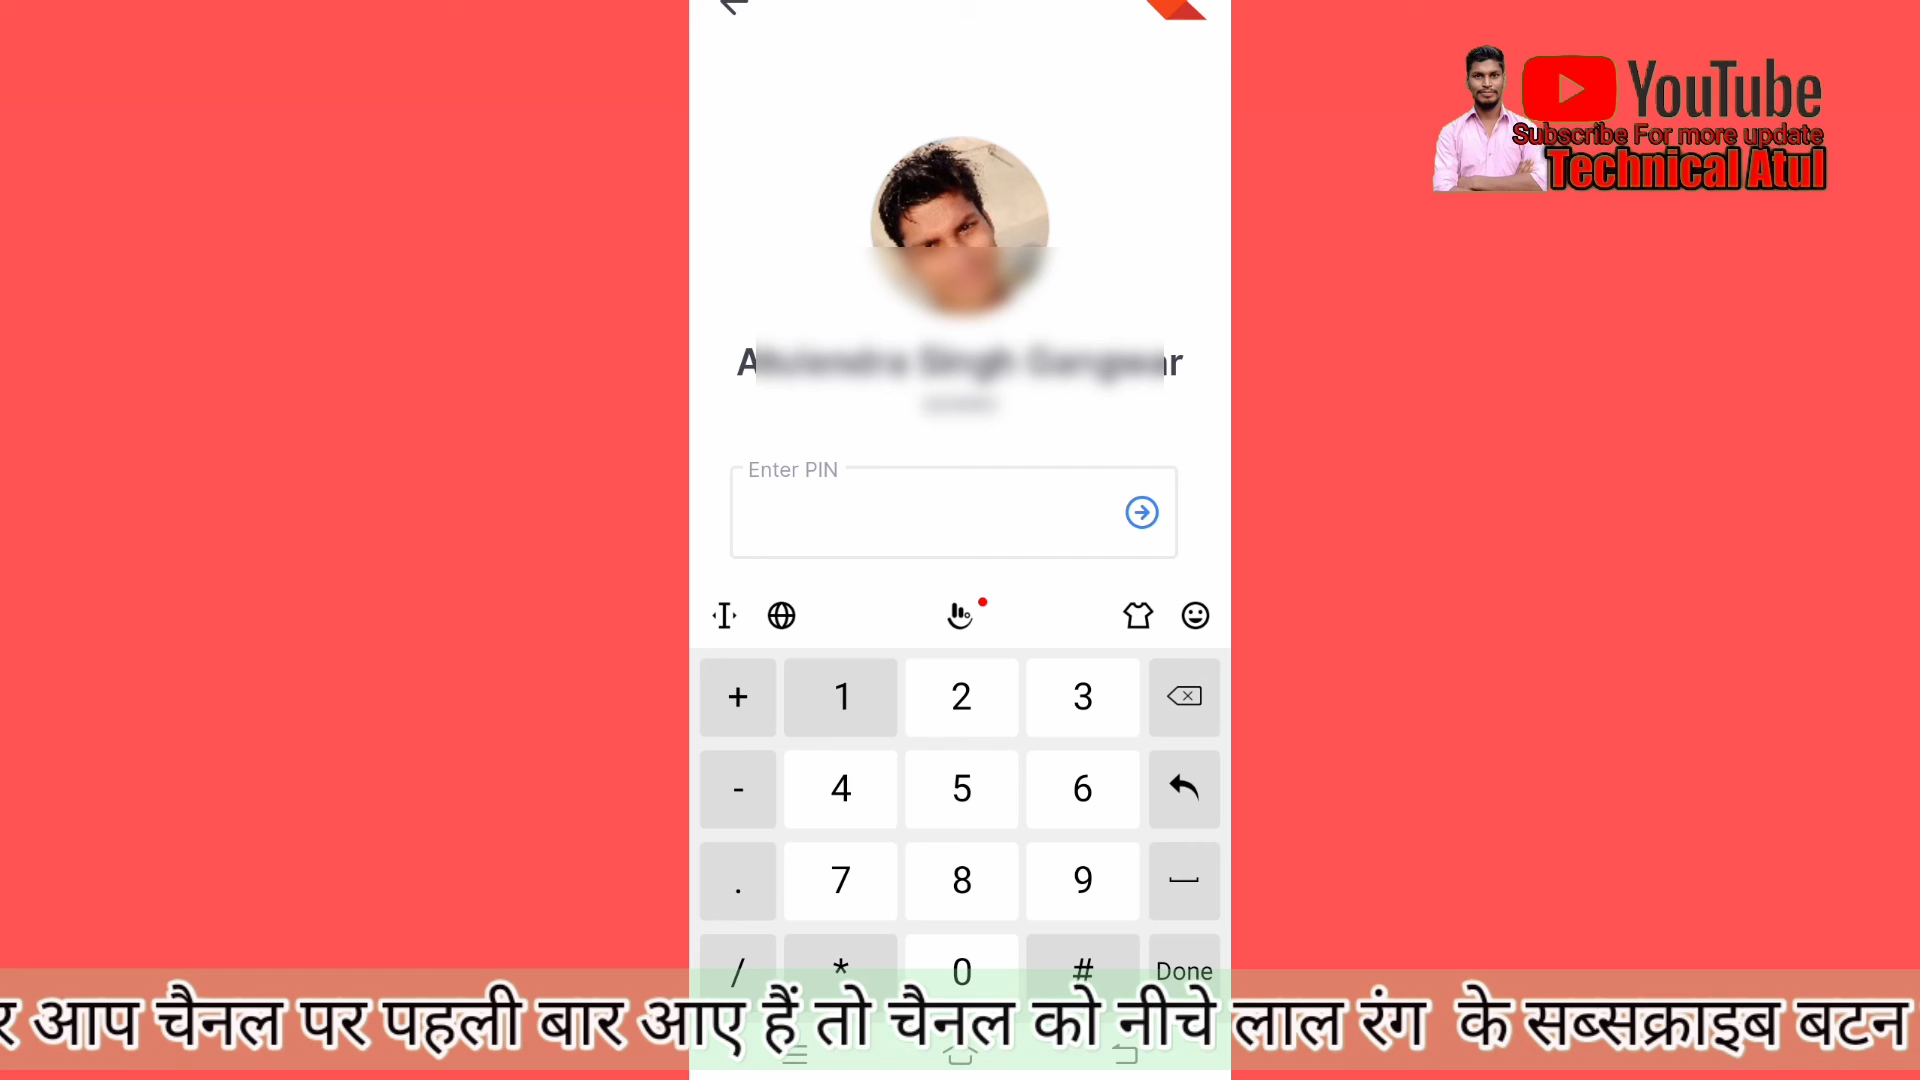 YouTube
Subscribe For more update
Technical Atul
Enter PIN
+ 1 2 3
- 4 5 6
. 7 8 9
/ * 0 # Done
आप चैनल पर पहली बार आए हैं तो चैनल को नीचे लाल रंग के सब्सक्राइब बटन